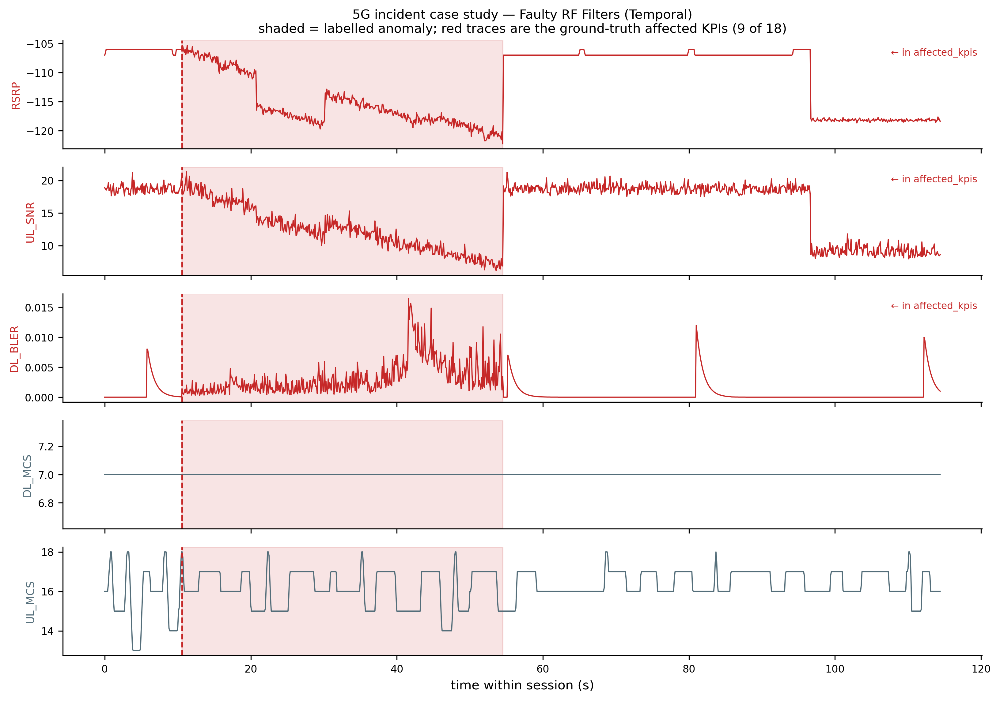 5G incident case study — Faulty RF Filters (Temporal)
shaded = labelled anomaly; red traces are the ground-truth affected KPIs (9 of 18)
−105
−110
−115
−120
RSRP
← in affected_kpis
20
15
10
UL_SNR
← in affected_kpis
0.015
0.010
0.005
0.000
DL_BLER
← in affected_kpis
7.2
7.0
6.8
DL_MCS
18
16
14
UL_MCS
0 20 40 60 80 100 120
time within session (s)